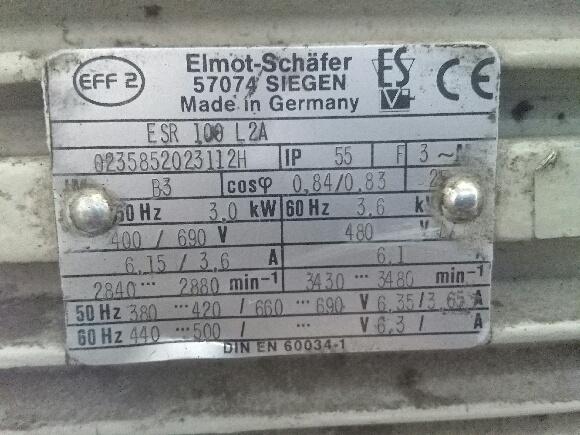 EFF 2
Elmot-Schäfer
57074 SIEGEN
Made in Germany
ES
CE
ESR 100 L2A
0235852023112H IP 55 F 3 ~
B3 cosφ 0,84/0,83
50 Hz 3.0 kW 60 Hz 3.6
400 / 690 V 480
6,15 / 3,6 A 6,1
2840 ... 2880 min-1 3430 ... 3480 min-1
50 Hz 380 ... 420 / 660 ... 690 V 6,35/3,65 A
60 Hz 440 ... 500 / ... V 6,3 / A
DIN EN 60034-1